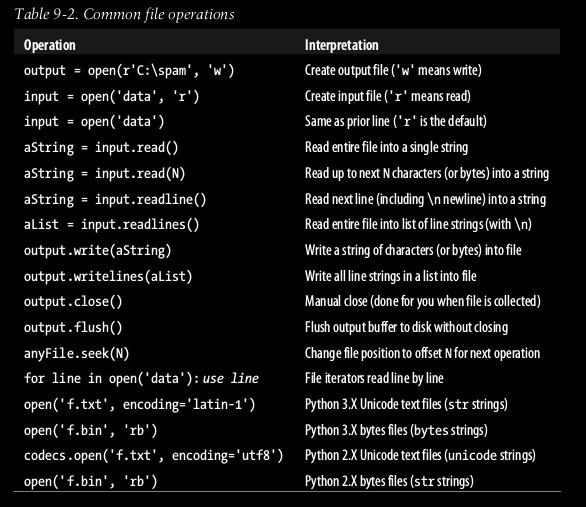 Table 9-2. Common file operations
Operation Interpretation
output = open(r'C:\spam', 'w') Create output file ('w' means write)
input = open('data', 'r') Create input file ('r' means read)
input = open('data') Same as prior line ('r' is the default)
aString = input.read() Read entire file into a single string
aString = input.read(N) Read up to next N characters (or bytes) into a string
aString = input.readline() Read next line (including \n newline) into a string
aList = input.readlines() Read entire file into list of line strings (with \n)
output.write(aString) Write a string of characters (or bytes) into file
output.writelines(aList) Write all line strings in a list into file
output.close() Manual close (done for you when file is collected)
output.flush() Flush output buffer to disk without closing
anyFile.seek(N) Change file position to offset N for next operation
for line in open('data'): use line File iterators read line by line
open('f.txt', encoding='latin-1') Python 3.X Unicode text files (str strings)
open('f.bin', 'rb') Python 3.X bytes files (bytes strings)
codecs.open('f.txt', encoding='utf8') Python 2.X Unicode text files (unicode strings)
open('f.bin', 'rb') Python 2.X bytes files (str strings)